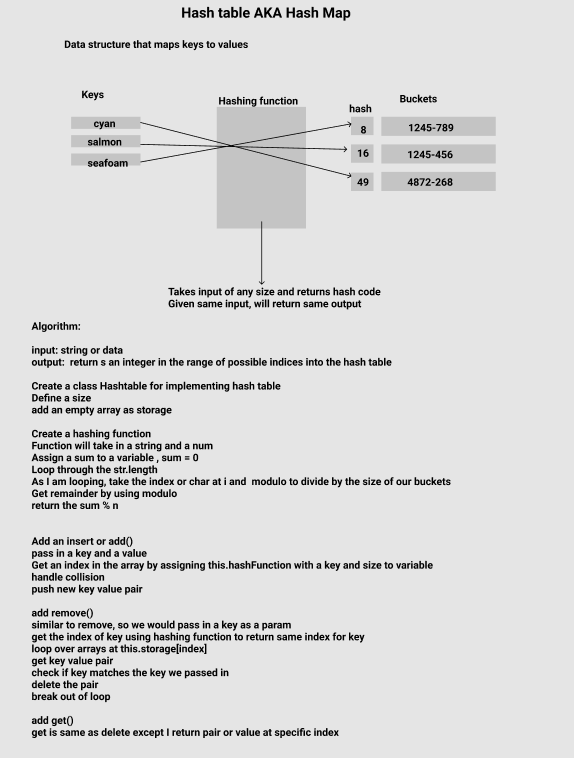 Hash table AKA Hash Map
Data structure that maps keys to values
Keys
Hashing function
hash
Buckets
cyan
8
1245-789
salmon
16
1245-456
seafoam
49
4872-268
Takes input of any size and returns hash code
Given same input, will return same output
Algorithm:
input: string or data
output:  return s an integer in the range of possible indices into the hash table
Create a class Hashtable for implementing hash table
Define a size
add an empty array as storage
Create a hashing function
Function will take in a string and a num
Assign a sum to a variable , sum = 0
Loop through the str.length
As I am looping, take the index or char at i and  modulo to divide by the size of our buckets
Get remainder by using modulo
return the sum % n
Add an insert or add()
pass in a key and a value
Get an index in the array by assigning this.hashFunction with a key and size to variable
handle collision
push new key value pair
add remove()
similar to remove, so we would pass in a key as a param
get the index of key using hashing function to return same index for key
loop over arrays at this.storage[index]
get key value pair
check if key matches the key we passed in
delete the pair
break out of loop
add get()
get is same as delete except I return pair or value at specific index